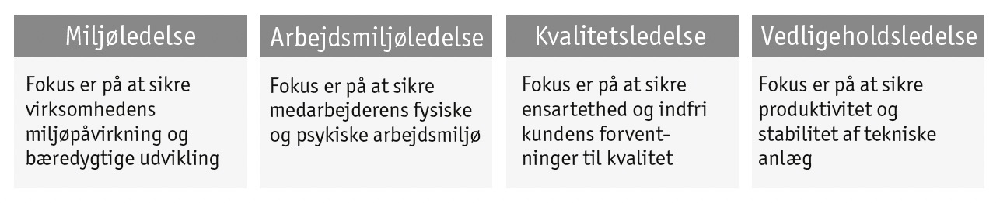 Miljøledelse
Fokus er på at sikre
virksomhedens
miljøpåvirkning og
bæredygtige udvikling
Arbejdsmiljøledelse
Fokus er på at sikre
medarbejderens fysiske
og psykiske arbejdsmiljø
Kvalitetsledelse
Fokus er på at sikre
ensartethed og indfri
kundens forvent-
ninger til kvalitet
Vedligeholdsledelse
Fokus er på at sikre
produktivitet og
stabilitet af tekniske
anlæg